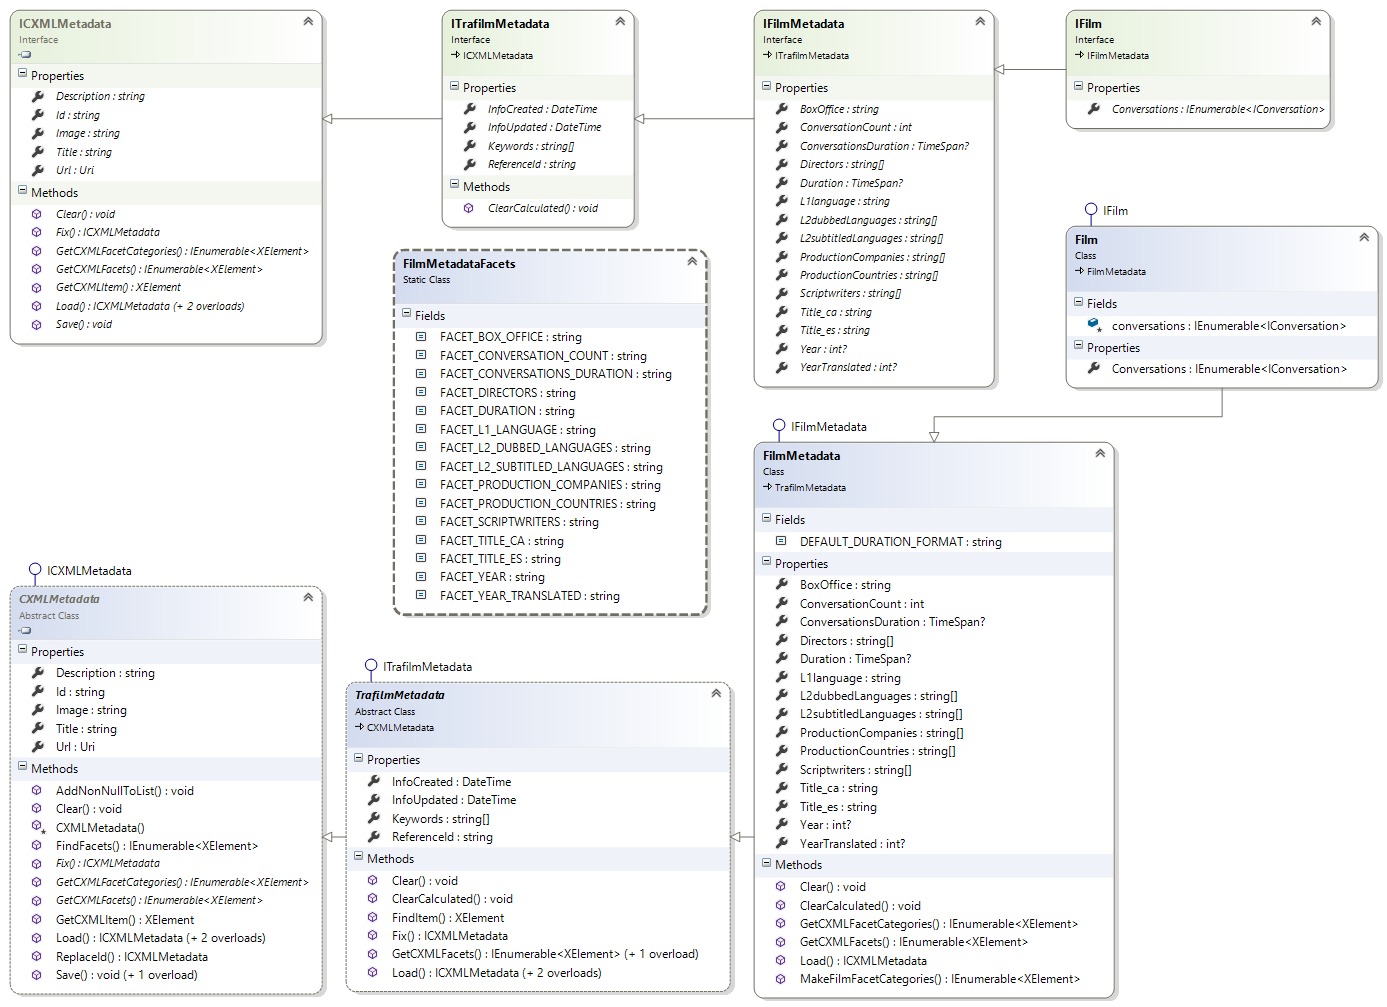 ICXMLMetadata
Interface
Properties
Description : string
Id : string
Image : string
Title : string
Url : Uri
Methods
Clear() : void
Fix() : ICXMLMetadata
GetCXMLFacetCategories() : IEnumerable<XElement>
GetCXMLFacets() : IEnumerable<XElement>
GetCXMLItem() : XElement
Load() : ICXMLMetadata (+ 2 overloads)
Save() : void
ITrafilmMetadata
Interface
ICXMLMetadata
Properties
InfoCreated : DateTime
InfoUpdated : DateTime
Keywords : string[]
ReferenceId : string
Methods
ClearCalculated() : void
IFilmMetadata
Interface
ITrafilmMetadata
Properties
BoxOffice : string
ConversationCount : int
ConversationsDuration : TimeSpan?
Directors : string[]
Duration : TimeSpan?
L1language : string
L2dubbedLanguages : string[]
L2subtitledLanguages : string[]
ProductionCompanies : string[]
ProductionCountries : string[]
Scriptwriters : string[]
Title_ca : string
Title_es : string
Year : int?
YearTranslated : int?
IFilm
Interface
IFilmMetadata
Properties
Conversations : IEnumerable<IConversation>
IFilm
Film
Class
FilmMetadata
Fields
conversations : IEnumerable<IConversation>
Properties
Conversations : IEnumerable<IConversation>
FilmMetadataFacets
Static Class
Fields
FACET_BOX_OFFICE : string
FACET_CONVERSATION_COUNT : string
FACET_CONVERSATIONS_DURATION : string
FACET_DIRECTORS : string
FACET_DURATION : string
FACET_L1_LANGUAGE : string
FACET_L2_DUBBED_LANGUAGES : string
FACET_L2_SUBTITLED_LANGUAGES : string
FACET_PRODUCTION_COMPANIES : string
FACET_PRODUCTION_COUNTRIES : string
FACET_SCRIPTWRITERS : string
FACET_TITLE_CA : string
FACET_TITLE_ES : string
FACET_YEAR : string
FACET_YEAR_TRANSLATED : string
ICXMLMetadata
CXMLMetadata
Abstract Class
Properties
Description : string
Id : string
Image : string
Title : string
Url : Uri
Methods
AddNonNullToList() : void
Clear() : void
CXMLMetadata()
FindFacets() : IEnumerable<XElement>
Fix() : ICXMLMetadata
GetCXMLFacetCategories() : IEnumerable<XElement>
GetCXMLFacets() : IEnumerable<XElement>
GetCXMLItem() : XElement
Load() : ICXMLMetadata (+ 2 overloads)
ReplaceId() : ICXMLMetadata
Save() : void (+ 1 overload)
ITrafilmMetadata
TrafilmMetadata
Abstract Class
CXMLMetadata
Properties
InfoCreated : DateTime
InfoUpdated : DateTime
Keywords : string[]
ReferenceId : string
Methods
Clear() : void
ClearCalculated() : void
FindItem() : XElement
Fix() : ICXMLMetadata
GetCXMLFacets() : IEnumerable<XElement> (+ 1 overload)
Load() : ICXMLMetadata (+ 2 overloads)
IFilmMetadata
FilmMetadata
Class
TrafilmMetadata
Fields
DEFAULT_DURATION_FORMAT : string
Properties
BoxOffice : string
ConversationCount : int
ConversationsDuration : TimeSpan?
Directors : string[]
Duration : TimeSpan?
L1language : string
L2dubbedLanguages : string[]
L2subtitledLanguages : string[]
ProductionCompanies : string[]
ProductionCountries : string[]
Scriptwriters : string[]
Title_ca : string
Title_es : string
Year : int?
YearTranslated : int?
Methods
Clear() : void
ClearCalculated() : void
GetCXMLFacetCategories() : IEnumerable<XElement>
GetCXMLFacets() : IEnumerable<XElement>
Load() : ICXMLMetadata
MakeFilmFacetCategories() : IEnumerable<XElement>